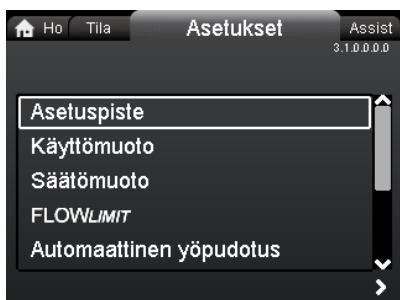 Ho Tila Asetukset Assist
3.1.0.0.0.0
Asetuspiste
Käyttömuoto
Säätömuoto
FLOWLIMIT
Automaattinen yöpudotus